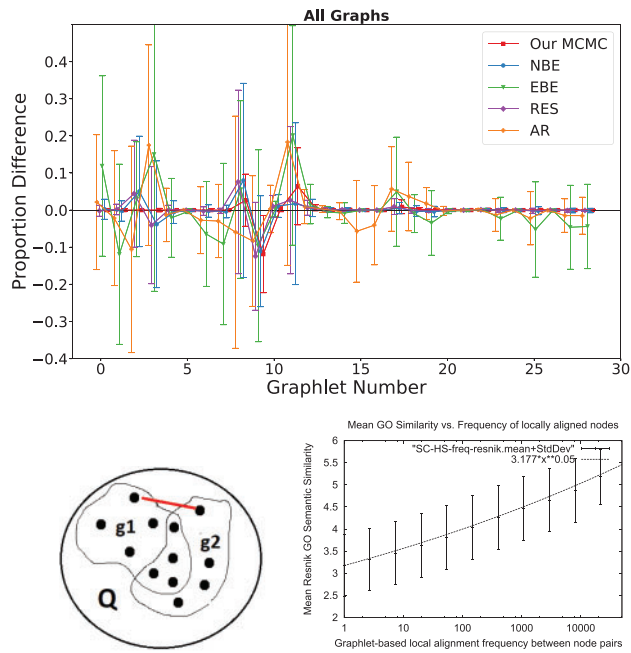 All Graphs
Proportion Difference
0.4
0.3
0.2
0.1
0.0
−0.1
−0.2
−0.3
−0.4
Our MCMC
NBE
EBE
RES
AR
0 5 10 15 20 25 30
Graphlet Number
g1
g2
Q
Mean GO Similarity vs. Frequency of locally aligned nodes
Mean Resnik GO Semantic Similarity
6
5.5
5
4.5
4
3.5
3
2.5
2
"SC-HS-freq-resnik.mean+StdDev"
3.177*x**0.05
1 10 100 1000 10000
Graphlet-based local alignment frequency between node pairs